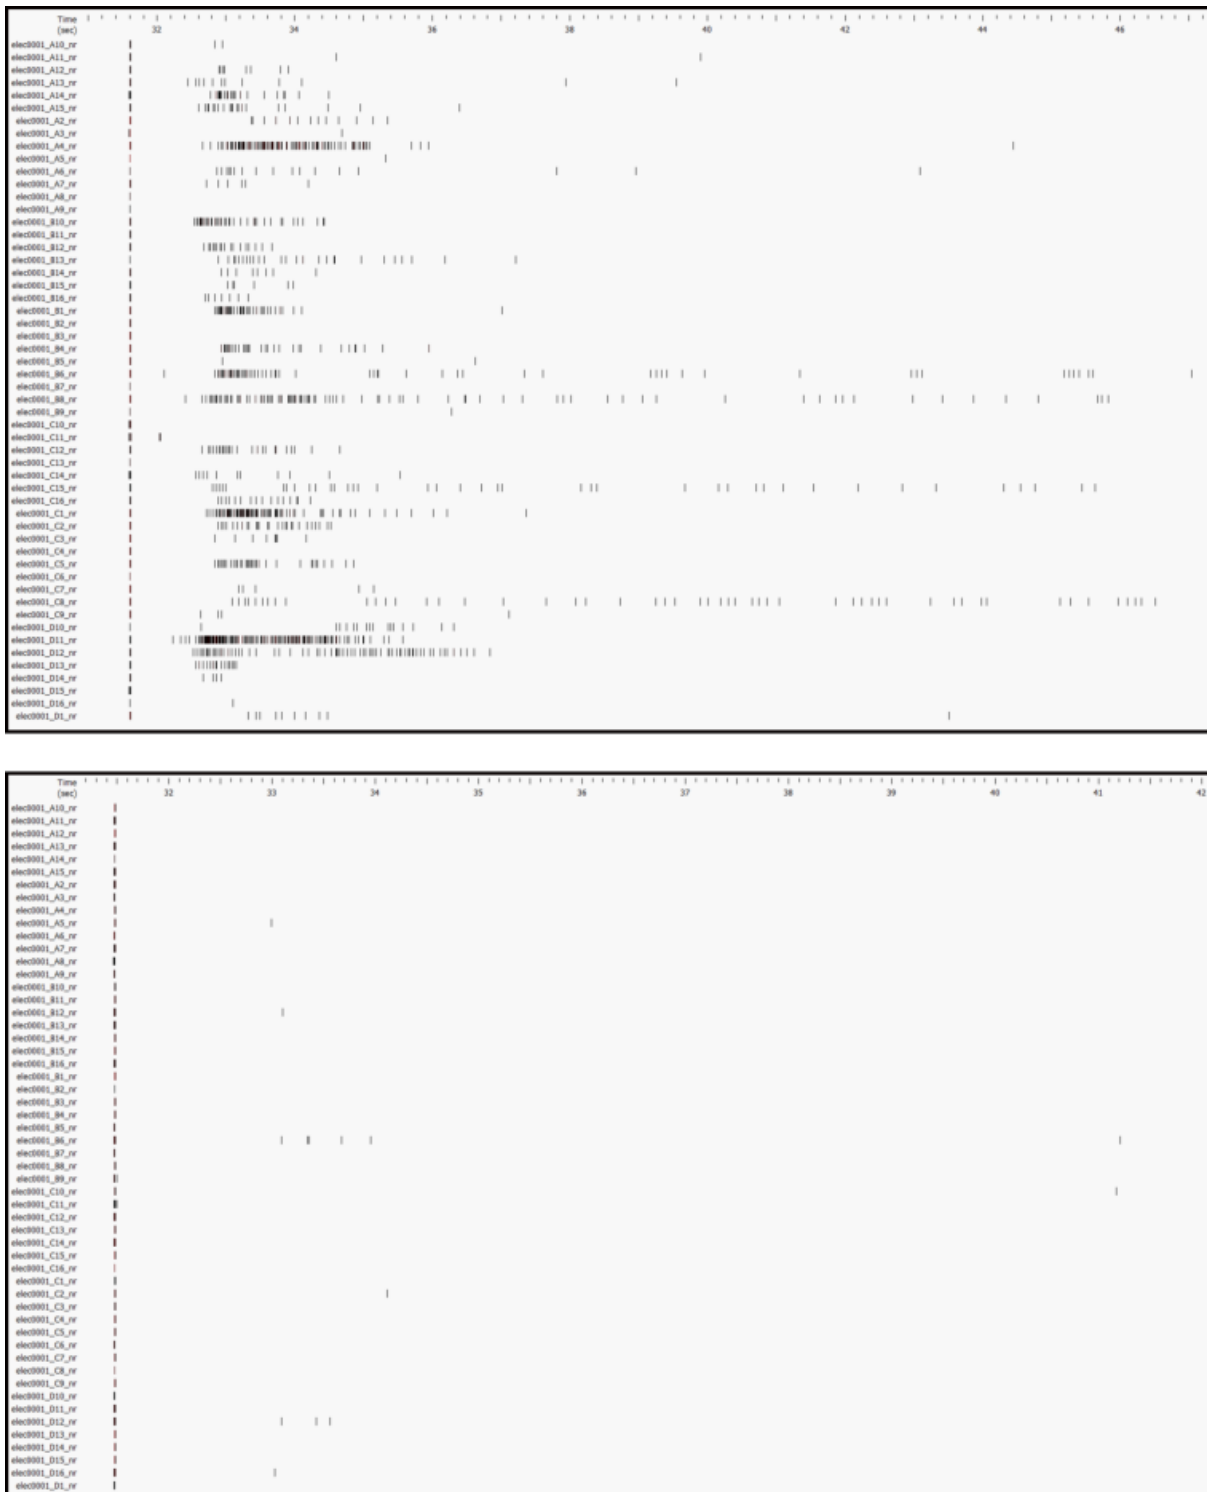 Time
(sec)
32 34 36 38 40 42 44 46
elec0001_A10_nr
elec0001_A11_nr
elec0001_A12_nr
elec0001_A13_nr
elec0001_A14_nr
elec0001_A15_nr
elec0001_A2_nr
elec0001_A3_nr
elec0001_A4_nr
elec0001_A5_nr
elec0001_A6_nr
elec0001_A7_nr
elec0001_A8_nr
elec0001_A9_nr
elec0001_B10_nr
elec0001_B11_nr
elec0001_B12_nr
elec0001_B13_nr
elec0001_B14_nr
elec0001_B15_nr
elec0001_B16_nr
elec0001_B1_nr
elec0001_B2_nr
elec0001_B3_nr
elec0001_B4_nr
elec0001_B5_nr
elec0001_B6_nr
elec0001_B7_nr
elec0001_B8_nr
elec0001_B9_nr
elec0001_C10_nr
elec0001_C11_nr
elec0001_C12_nr
elec0001_C13_nr
elec0001_C14_nr
elec0001_C15_nr
elec0001_C16_nr
elec0001_C1_nr
elec0001_C2_nr
elec0001_C3_nr
elec0001_C4_nr
elec0001_C5_nr
elec0001_C6_nr
elec0001_C7_nr
elec0001_C8_nr
elec0001_C9_nr
elec0001_D10_nr
elec0001_D11_nr
elec0001_D12_nr
elec0001_D13_nr
elec0001_D14_nr
elec0001_D15_nr
elec0001_D16_nr
elec0001_D1_nr
Time
(sec)
32 33 34 35 36 37 38 39 40 41 42
elec0001_A10_nr
elec0001_A11_nr
elec0001_A12_nr
elec0001_A13_nr
elec0001_A14_nr
elec0001_A15_nr
elec0001_A2_nr
elec0001_A3_nr
elec0001_A4_nr
elec0001_A5_nr
elec0001_A6_nr
elec0001_A7_nr
elec0001_A8_nr
elec0001_A9_nr
elec0001_B10_nr
elec0001_B11_nr
elec0001_B12_nr
elec0001_B13_nr
elec0001_B14_nr
elec0001_B15_nr
elec0001_B16_nr
elec0001_B1_nr
elec0001_B2_nr
elec0001_B3_nr
elec0001_B4_nr
elec0001_B5_nr
elec0001_B6_nr
elec0001_B7_nr
elec0001_B8_nr
elec0001_B9_nr
elec0001_C10_nr
elec0001_C11_nr
elec0001_C12_nr
elec0001_C13_nr
elec0001_C14_nr
elec0001_C15_nr
elec0001_C16_nr
elec0001_C1_nr
elec0001_C2_nr
elec0001_C3_nr
elec0001_C4_nr
elec0001_C5_nr
elec0001_C6_nr
elec0001_C7_nr
elec0001_C8_nr
elec0001_C9_nr
elec0001_D10_nr
elec0001_D11_nr
elec0001_D12_nr
elec0001_D13_nr
elec0001_D14_nr
elec0001_D15_nr
elec0001_D16_nr
elec0001_D1_nr